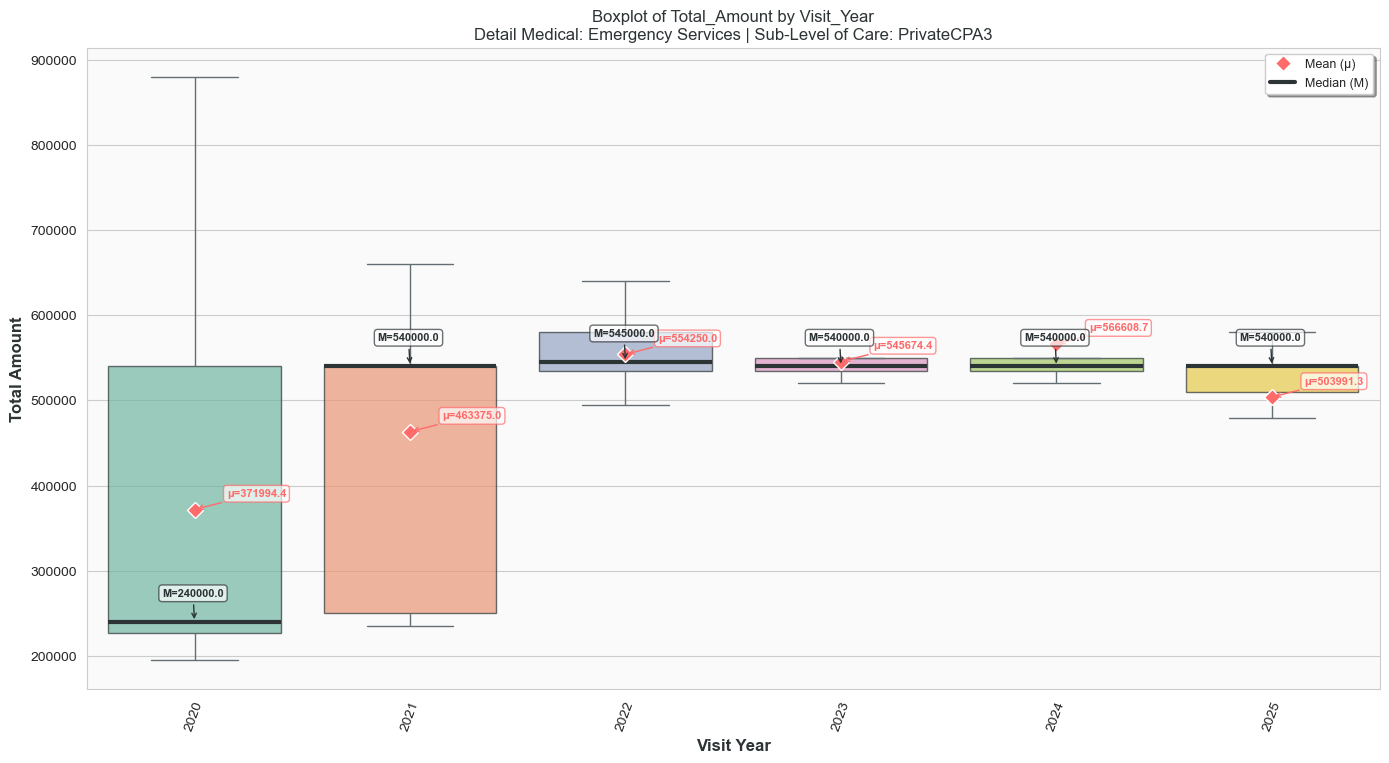 Boxplot of Total_Amount by Visit_Year
Detail Medical: Emergency Services | Sub-Level of Care: PrivateCPA3
Mean (μ)
Median (M)
Total Amount
900000
800000
700000
600000
500000
400000
300000
200000
M=240000.0
μ=371994.4
M=540000.0
μ=463375.0
M=545000.0
μ=554250.0
M=540000.0
μ=545674.4
M=540000.0
μ=566608.7
M=540000.0
μ=503991.3
2020
2021
2022
2023
2024
2025
Visit Year